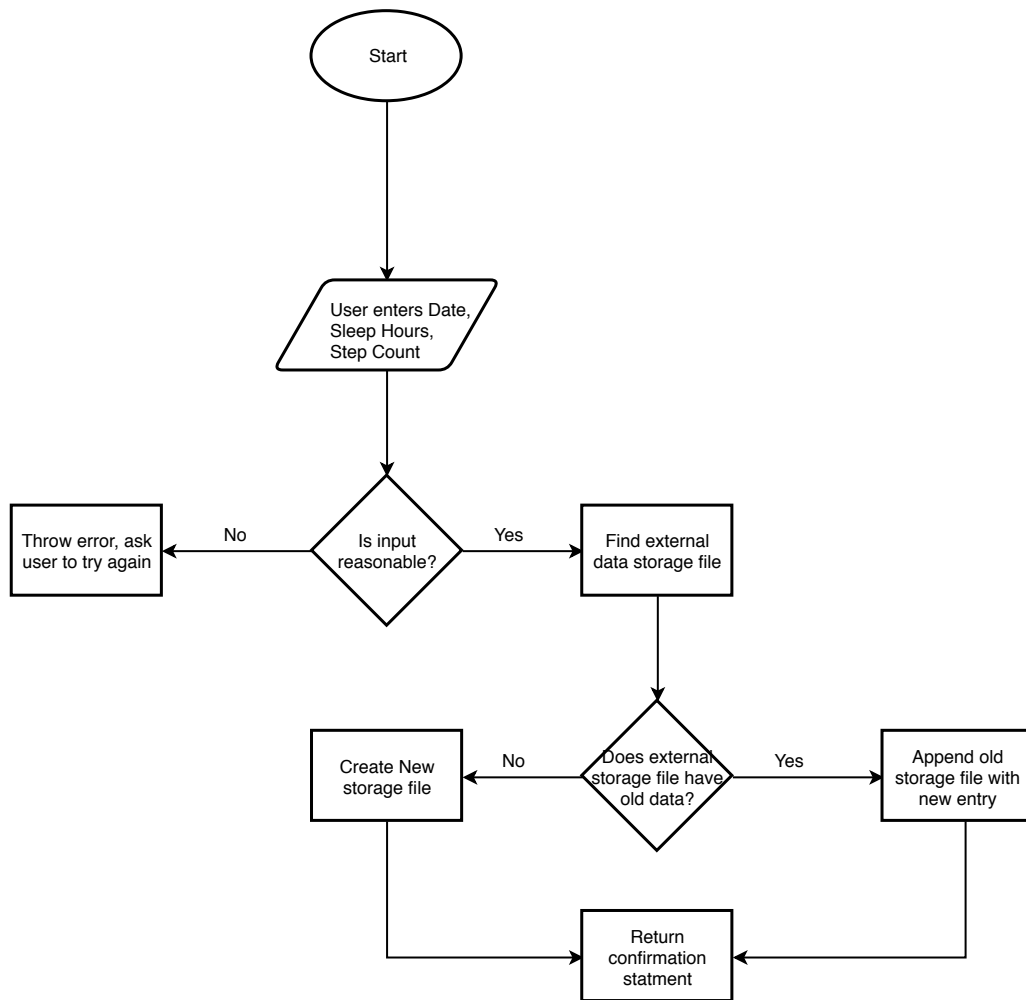 Start
User enters Date,
Sleep Hours,
Step Count
Is input
reasonable?
No
Yes
Throw error, ask
user to try again
Find external
data storage file
Does external
storage file have
old data?
No
Yes
Create New
storage file
Append old
storage file with
new entry
Return
confirmation
statment